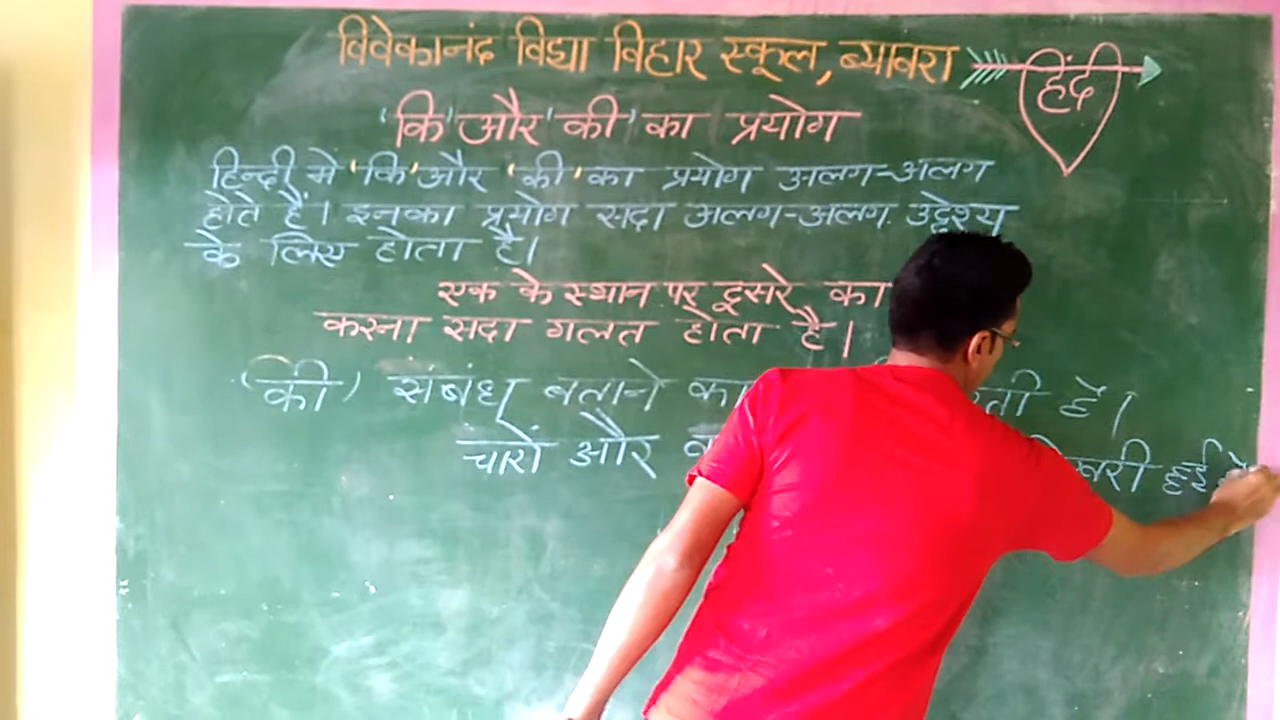 विवेकानंद विद्या विहार स्कूल, ब्यावरा
हिंद
'कि' और 'की' का प्रयोग
हिन्दी मे 'कि' और 'की' का प्रयोग अलग-अलग
होते हैं। इनका प्रयोग सदा अलग-अलग उद्देश्य
के लिए होता है।
एक के स्थान पर दूसरे का
करना सदा गलत होता है।
(की) सबंध बताने का है।
चारों और हुई